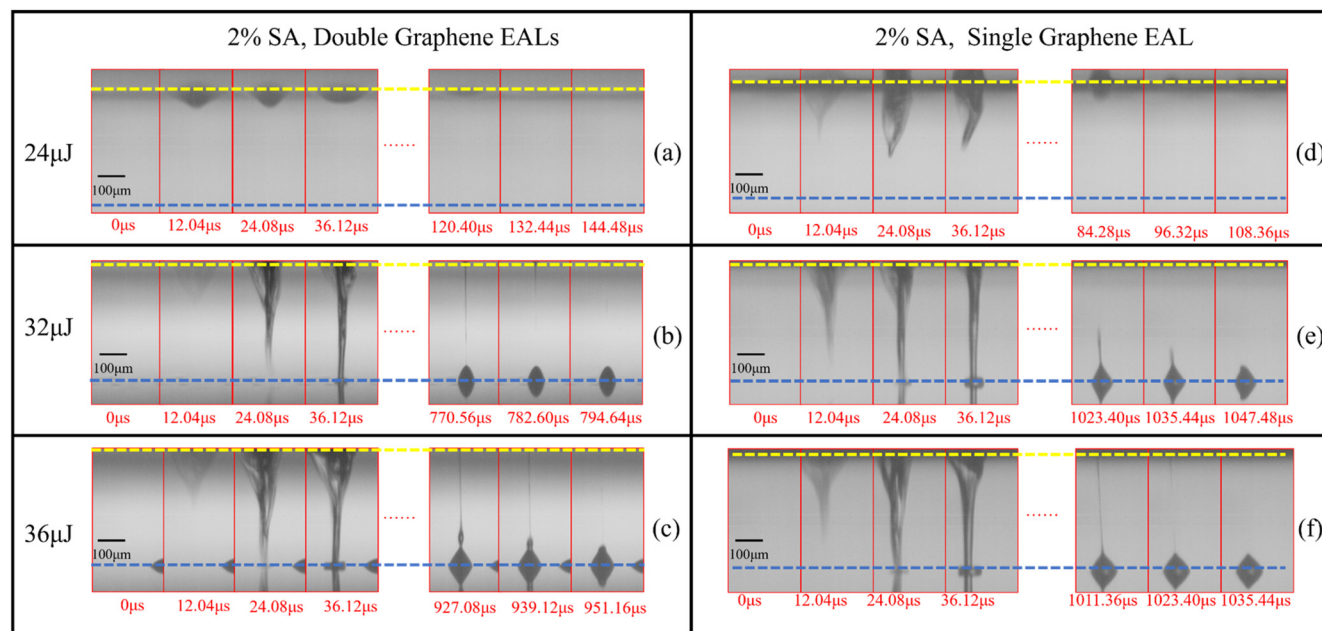 2% SA, Double Graphene EALs
2% SA, Single Graphene EAL
24μJ
100μm
0μs 12.04μs 24.08μs 36.12μs ...... 120.40μs 132.44μs 144.48μs
(a)
100μm
0μs 12.04μs 24.08μs 36.12μs ...... 84.28μs 96.32μs 108.36μs
(d)
32μJ
100μm
0μs 12.04μs 24.08μs 36.12μs ...... 770.56μs 782.60μs 794.64μs
(b)
100μm
0μs 12.04μs 24.08μs 36.12μs ...... 1023.40μs 1035.44μs 1047.48μs
(e)
36μJ
100μm
0μs 12.04μs 24.08μs 36.12μs ...... 927.08μs 939.12μs 951.16μs
(c)
100μm
0μs 12.04μs 24.08μs 36.12μs ...... 1011.36μs 1023.40μs 1035.44μs
(f)